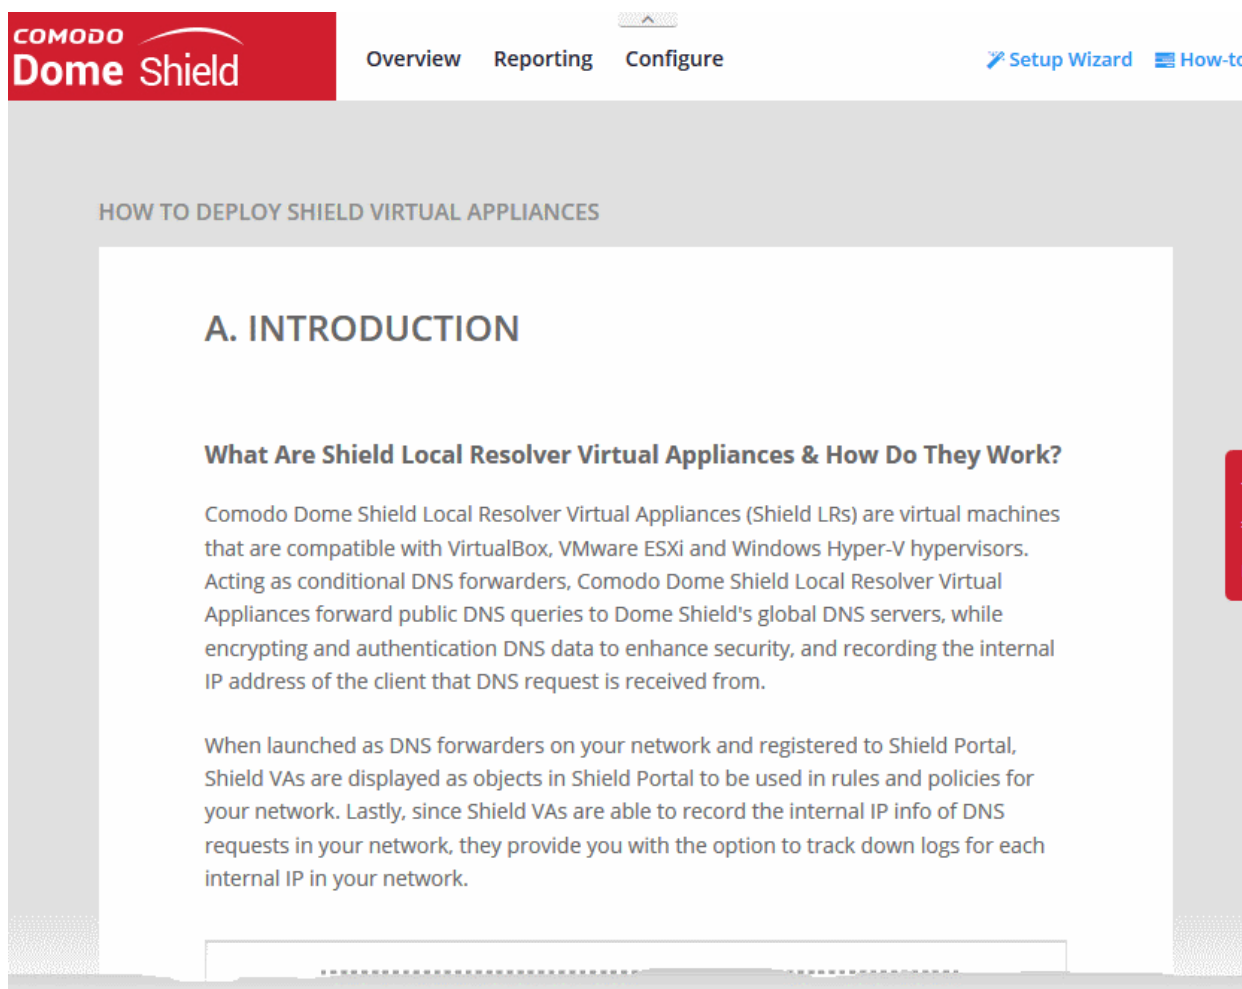 COMODO
Dome Shield
Overview Reporting Configure
Setup Wizard How-to
HOW TO DEPLOY SHIELD VIRTUAL APPLIANCES
A. INTRODUCTION
What Are Shield Local Resolver Virtual Appliances & How Do They Work?
Comodo Dome Shield Local Resolver Virtual Appliances (Shield LRs) are virtual machines
that are compatible with VirtualBox, VMware ESXi and Windows Hyper-V hypervisors.
Acting as conditional DNS forwarders, Comodo Dome Shield Local Resolver Virtual
Appliances forward public DNS queries to Dome Shield's global DNS servers, while
encrypting and authentication DNS data to enhance security, and recording the internal
IP address of the client that DNS request is received from.
When launched as DNS forwarders on your network and registered to Shield Portal,
Shield VAs are displayed as objects in Shield Portal to be used in rules and policies for
your network. Lastly, since Shield VAs are able to record the internal IP info of DNS
requests in your network, they provide you with the option to track down logs for each
internal IP in your network.